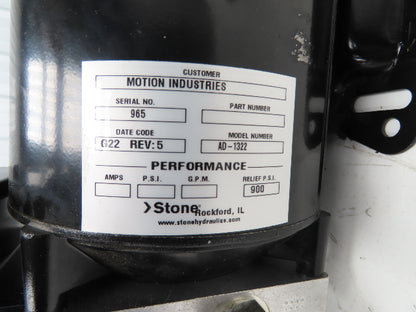 CUSTOMER
MOTION INDUSTRIES
SERIAL NO. PART NUMBER
965
DATE CODE MODEL NUMBER
G22 REV: 5 AD-1322
PERFORMANCE
AMPS P.S.I. G.P.M. RELIEF P.S.I.
900
Stone Rockford, IL
www.stonehydraulics.com